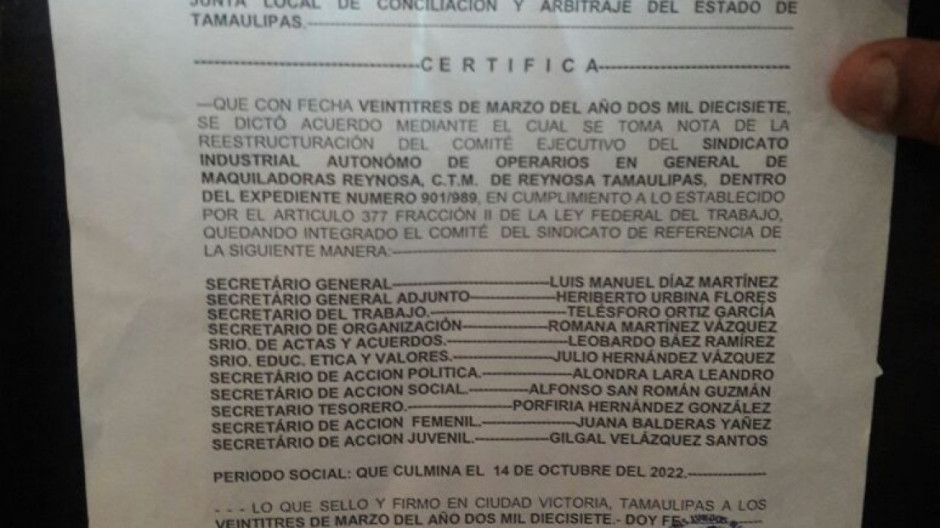 JUNTA LOCAL DE CONCILIACIÓN Y ARBITRAJE DEL ESTADO DE
TAMAULIPAS.-----
-----C E R T I F I C A-----
---QUE CON FECHA VEINTITRES DE MARZO DEL AÑO DOS MIL DIECISIETE,
SE DICTÓ ACUERDO MEDIANTE EL CUAL SE TOMA NOTA DE LA
REESTRUCTURACIÓN DEL COMITÉ EJECUTIVO DEL SINDICATO
INDUSTRIAL AUTONÓMO DE OPERARIOS EN GENERAL DE
MAQUILADORAS REYNOSA, C.T.M. DE REYNOSA TAMAULIPAS, DENTRO
DEL EXPEDIENTE NUMERO 901/989, EN CUMPLIMIENTO A LO ESTABLECIDO
POR EL ARTICULO 377 FRACCIÓN II DE LA LEY FEDERAL DEL TRABAJO,
QUEDANDO INTEGRADO EL COMITÉ DEL SINDICATO DE REFERENCIA DE
LA SIGUIENTE MANERA:-----
SECRETÁRIO GENERAL-----LUIS MANUEL DÍAZ MARTÍNEZ
SECRETÁRIO GENERAL ADJUNTO-----HERIBERTO URBINA FLORES
SECRETARIO DEL TRABAJO.-----TELÉSFORO ORTIZ GARCÍA
SECRETARIO DE ORGANIZACIÓN-----ROMANA MARTÍNEZ VÁZQUEZ
SRIO. DE ACTAS Y ACUERDOS.-----LEOBARDO BÁEZ RAMÍREZ
SRIO. EDUC. ETICA Y VALORES.-----JULIO HERNÁNDEZ VÁZQUEZ
SECRETÁRIO DE ACCION POLITICA.-----ALONDRA LARA LEANDRO
SECRETÁRIO DE ACCION SOCIAL.-----ALFONSO SAN ROMÁN GUZMÁN
SECRETARIO TESORERO.-----PORFIRIA HERNÁNDEZ GONZÁLEZ
SECRETÁRIO DE ACCION FEMENIL.-----JUANA BALDERAS YAÑEZ
SECRETÁRIO DE ACCION JUVENIL.-----GILGAL VELÁZQUEZ SANTOS
PERIODO SOCIAL: QUE CULMINA EL 14 DE OCTUBRE DEL 2022.-----
- - - LO QUE SELLO Y FIRMO EN CIUDAD VICTORIA, TAMAULIPAS A LOS
VEINTITRES DE MARZO DEL AÑO DOS MIL DIECISIETE.- DOY FE